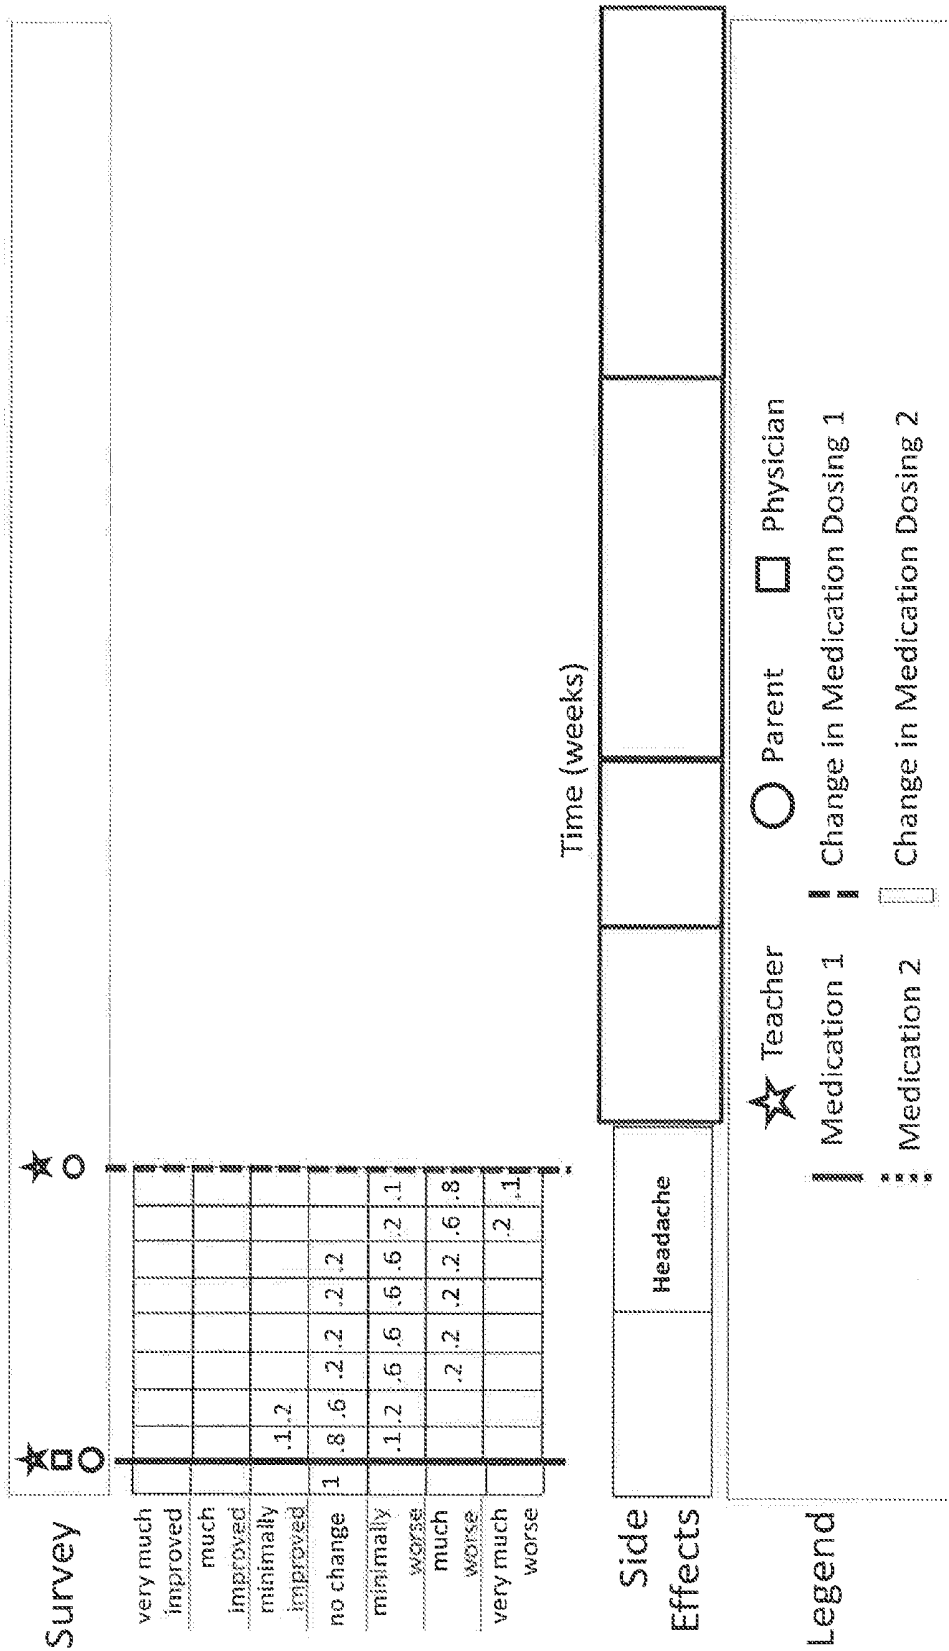 Survey
very much
improved
much
improved
minimally
improved .1 .2
no change 1 .8 .6 .2 .2 .2 .2
minimally
worse .1 .2 .6 .6 .6 .6 .2 .1
much
worse .2 .2 .2 .2 .6 .8
very much
worse .2 .1
Time (weeks)
Side
Effects
Headache
Legend
Teacher Parent Physician
Medication 1 Change in Medication Dosing 1
Medication 2 Change in Medication Dosing 2